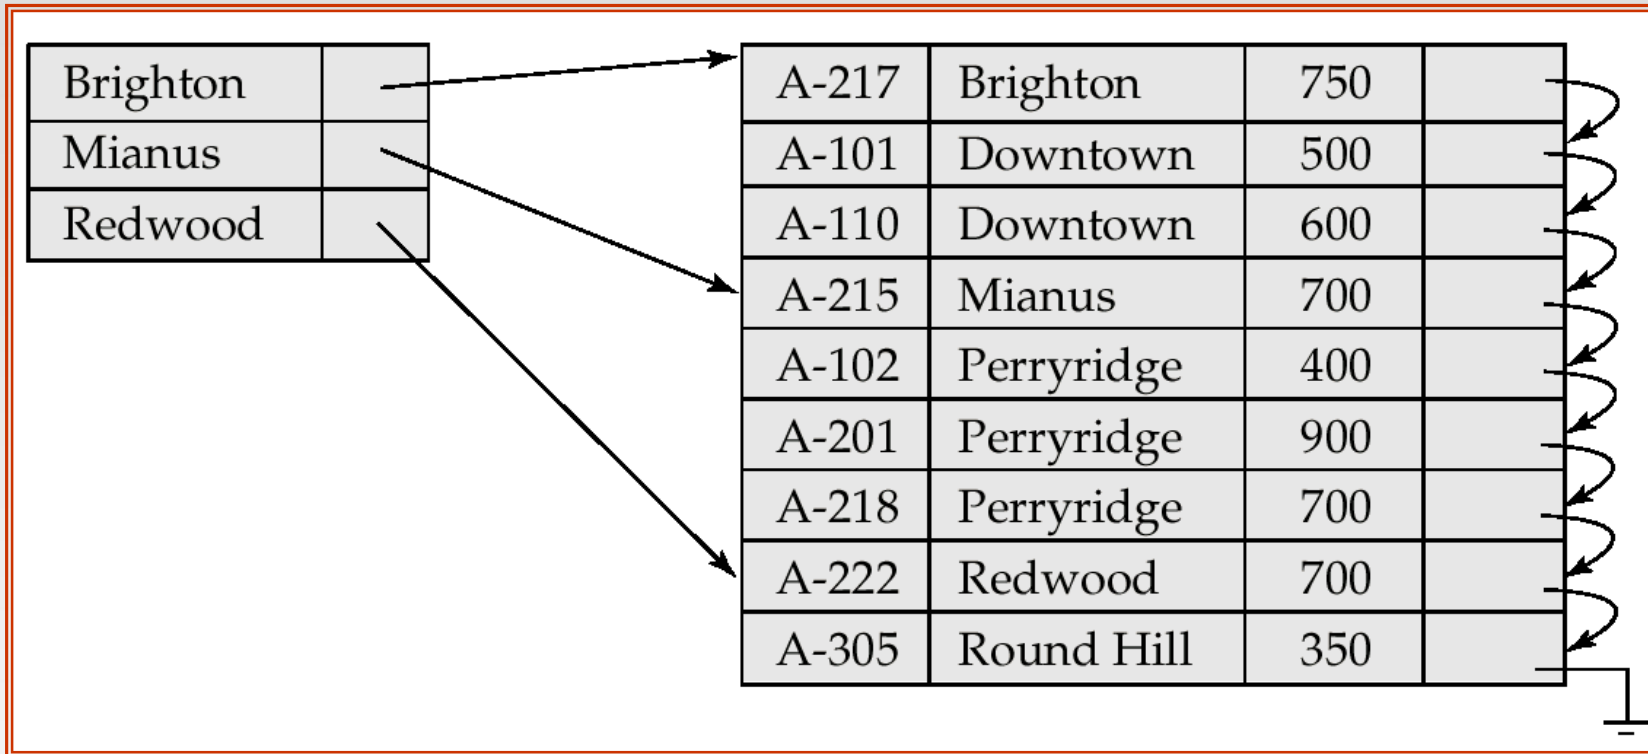 Brighton
Mianus
Redwood
A-217 Brighton 750
A-101 Downtown 500
A-110 Downtown 600
A-215 Mianus 700
A-102 Perryridge 400
A-201 Perryridge 900
A-218 Perryridge 700
A-222 Redwood 700
A-305 Round Hill 350